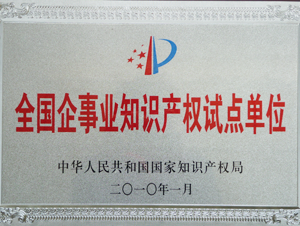 全国企事业知识产权试点单位
中华人民共和国国家知识产权局
二〇一〇年一月